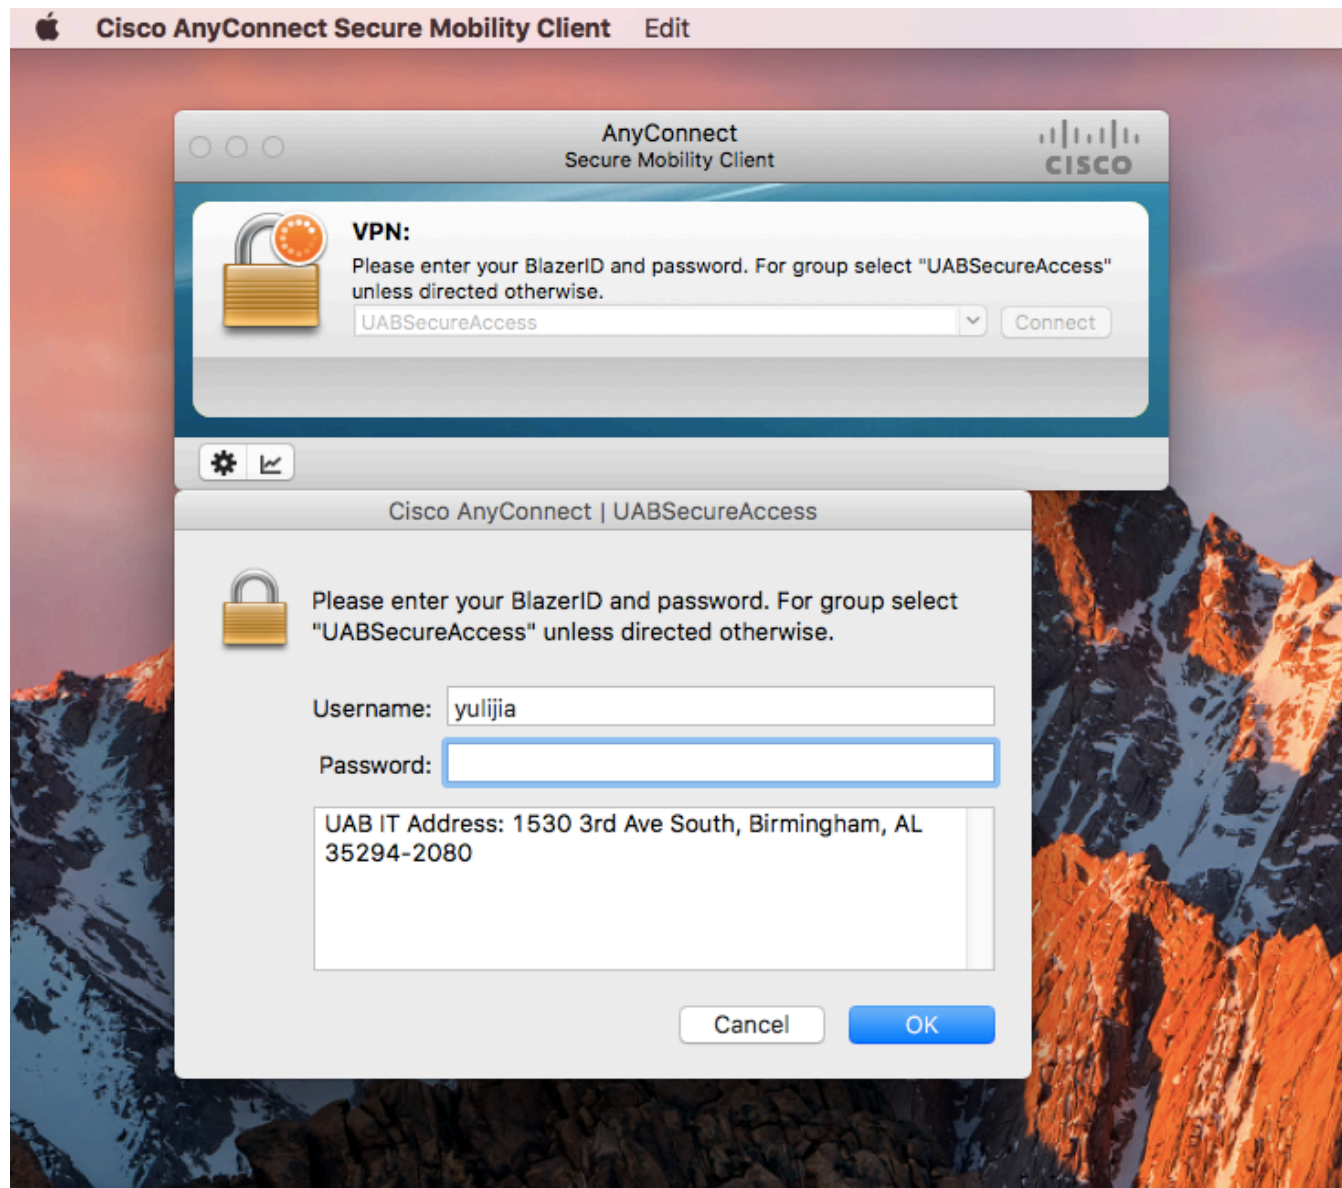 Cisco AnyConnect Secure Mobility Client Edit
AnyConnect
Secure Mobility Client
CISCO
VPN:
Please enter your BlazerID and password. For group select "UABSecureAccess"
unless directed otherwise.
UABSecureAccess Connect
Cisco AnyConnect | UABSecureAccess
Please enter your BlazerID and password. For group select
"UABSecureAccess" unless directed otherwise.
Username: yulijia
Password:
UAB IT Address: 1530 3rd Ave South, Birmingham, AL
35294-2080
Cancel OK